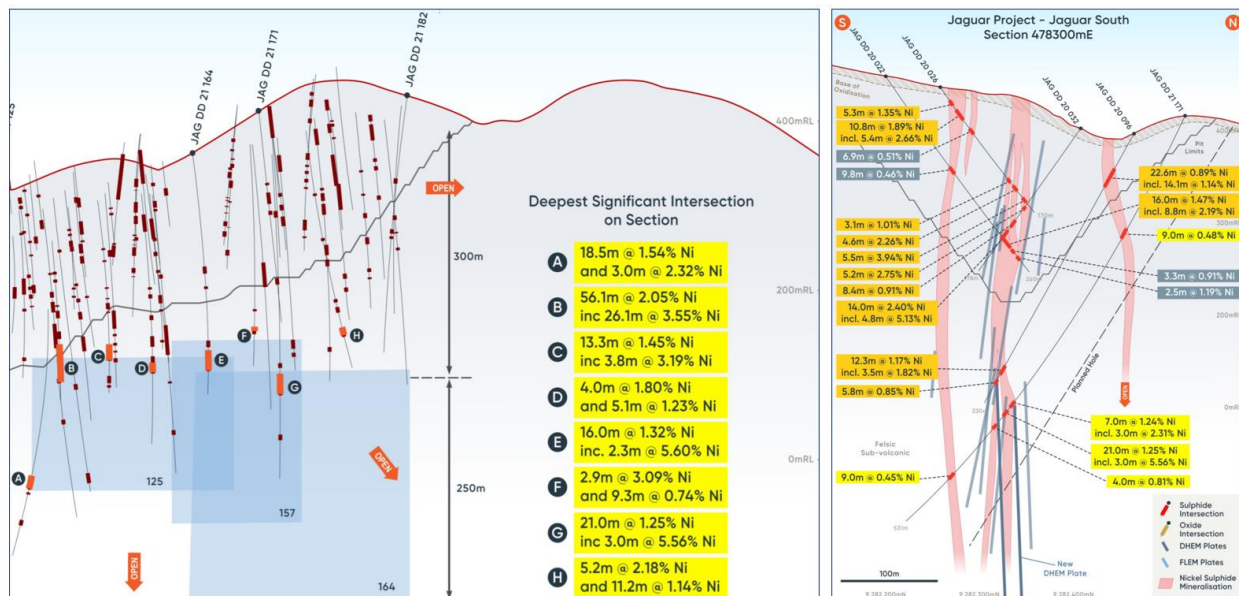 JAG DD 21 164
JAG DD 21 171
JAG DD 21 182
400mRL
OPEN
300m
200mRL
F
H
B
C
D
E
G
A
OPEN
0mRL
125
157
250m
164
OPEN
Deepest Significant Intersection
on Section
A
18.5m @ 1.54% Ni
and 3.0m @ 2.32% Ni
B
56.1m @ 2.05% Ni
inc 26.1m @ 3.55% Ni
C
13.3m @ 1.45% Ni
inc 3.8m @ 3.19% Ni
D
4.0m @ 1.80% Ni
and 5.1m @ 1.23% Ni
E
16.0m @ 1.32% Ni
inc. 2.3m @ 5.60% Ni
F
2.9m @ 3.09% Ni
and 9.3m @ 0.74% Ni
G
21.0m @ 1.25% Ni
inc 3.0m @ 5.56% Ni
H
5.2m @ 2.18% Ni
and 11.2m @ 1.14% Ni
S
Jaguar Project - Jaguar South
Section 478300mE
N
JAG DD 20 022
JAG DD 20 026
JAG DD 20 032
JAG DD 20 096
JAG DD 21 171
Base of
Oxidisation
400mRL
Pit
Limits
5.3m @ 1.35% Ni
10.8m @ 1.89% Ni
incl. 5.4m @ 2.66% Ni
6.9m @ 0.51% Ni
9.8m @ 0.46% Ni
22.6m @ 0.89% Ni
incl. 14.1m @ 1.14% Ni
16.0m @ 1.47% Ni
incl. 8.8m @ 2.19% Ni
170m
300mRL
9.0m @ 0.48% Ni
3.1m @ 1.01% Ni
4.6m @ 2.26% Ni
5.5m @ 3.94% Ni
5.2m @ 2.75% Ni
8.4m @ 0.91% Ni
14.0m @ 2.40% Ni
incl. 4.8m @ 5.13% Ni
3.3m @ 0.91% Ni
2.5m @ 1.19% Ni
200mRL
12.3m @ 1.17% Ni
incl. 3.5m @ 1.82% Ni
5.8m @ 0.85% Ni
Planned Hole
OPEN
0mRL
330m
7.0m @ 1.24% Ni
incl. 3.0m @ 2.31% Ni
21.0m @ 1.25% Ni
incl. 3.0m @ 5.56% Ni
4.0m @ 0.81% Ni
Felsic
Sub-volcanic
9.0m @ 0.45% Ni
531m
Sulphide
Intersection
Oxide
Intersection
DHEM Plates
FLEM Plates
Nickel Sulphide
Mineralisation
New
DHEM Plate
100m
9 282 200mN
9 282 300mN
9 282 400mN